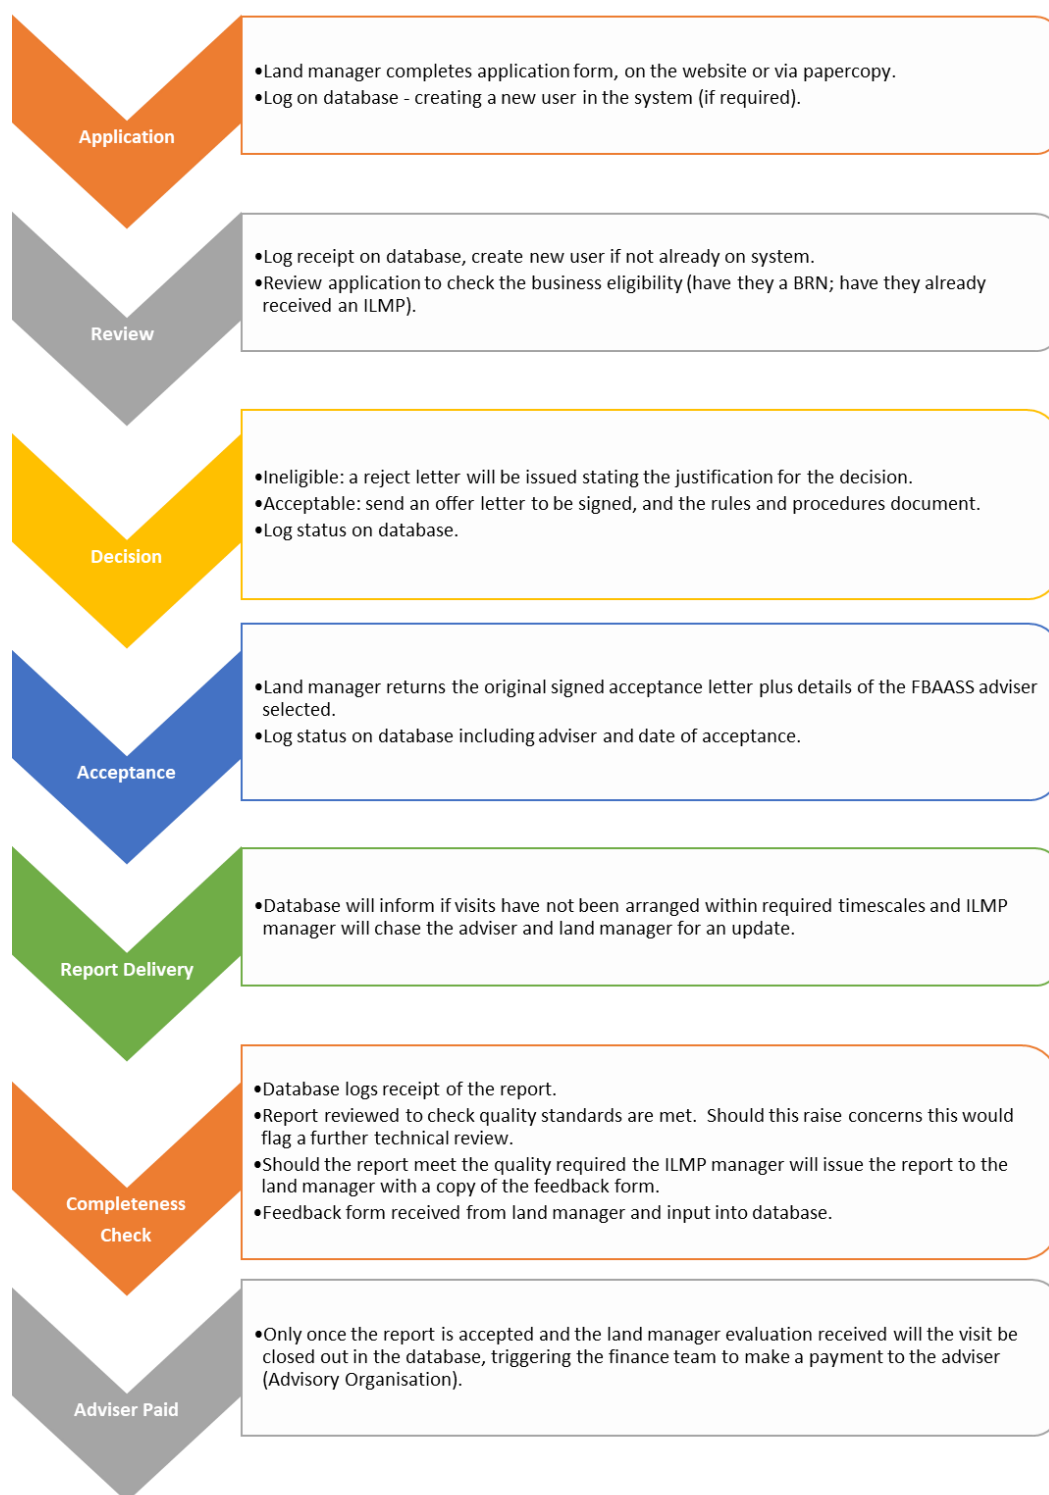 Application
•Land manager completes application form, on the website or via papercopy.
•Log on database - creating a new user in the system (if required).
Review
•Log receipt on database, create new user if not already on system.
•Review application to check the business eligibility (have they a BRN; have they already
received an ILMP).
Decision
•Ineligible: a reject letter will be issued stating the justification for the decision.
•Acceptable: send an offer letter to be signed, and the rules and procedures document.
•Log status on database.
Acceptance
•Land manager returns the original signed acceptance letter plus details of the FBAASS adviser
selected.
•Log status on database including adviser and date of acceptance.
Report Delivery
•Database will inform if visits have not been arranged within required timescales and ILMP
manager will chase the adviser and land manager for an update.
Completeness
Check
•Database logs receipt of the report.
•Report reviewed to check quality standards are met.  Should this raise concerns this would
flag a further technical review.
•Should the report meet the quality required the ILMP manager will issue the report to the
land manager with a copy of the feedback form.
•Feedback form received from land manager and input into database.
Adviser Paid
•Only once the report is accepted and the land manager evaluation received will the visit be
closed out in the database, triggering the finance team to make a payment to the adviser
(Advisory Organisation).